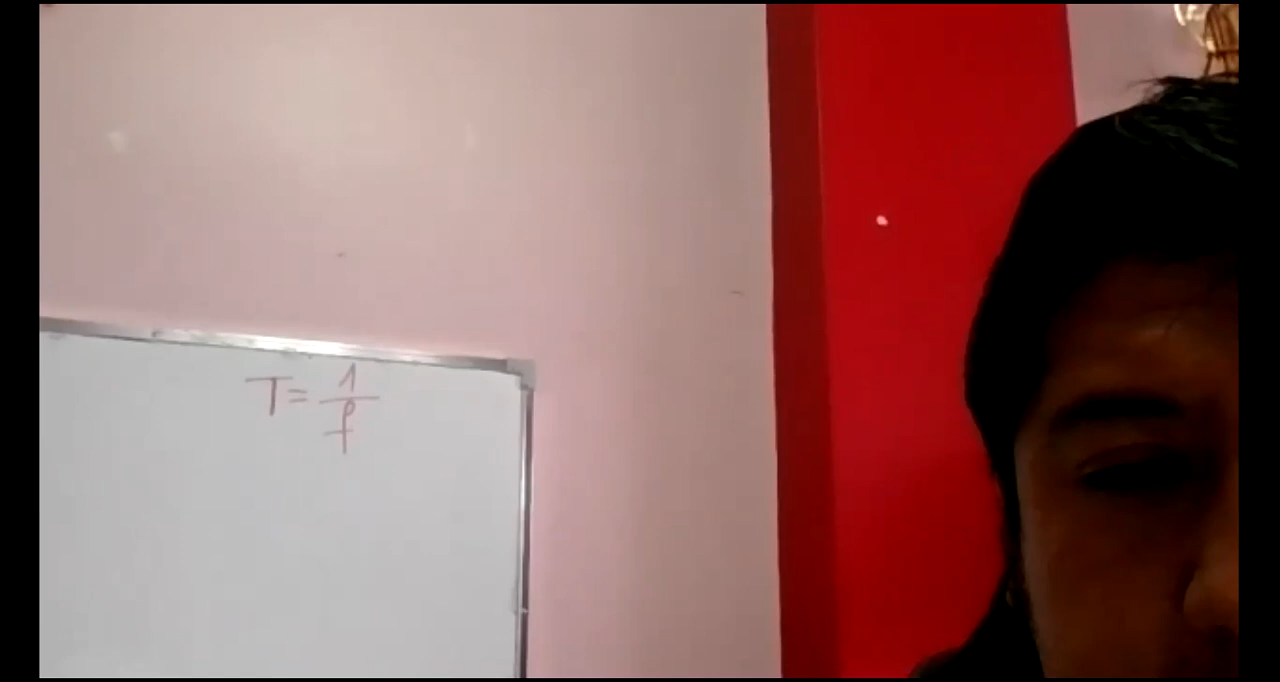 T = 1/f